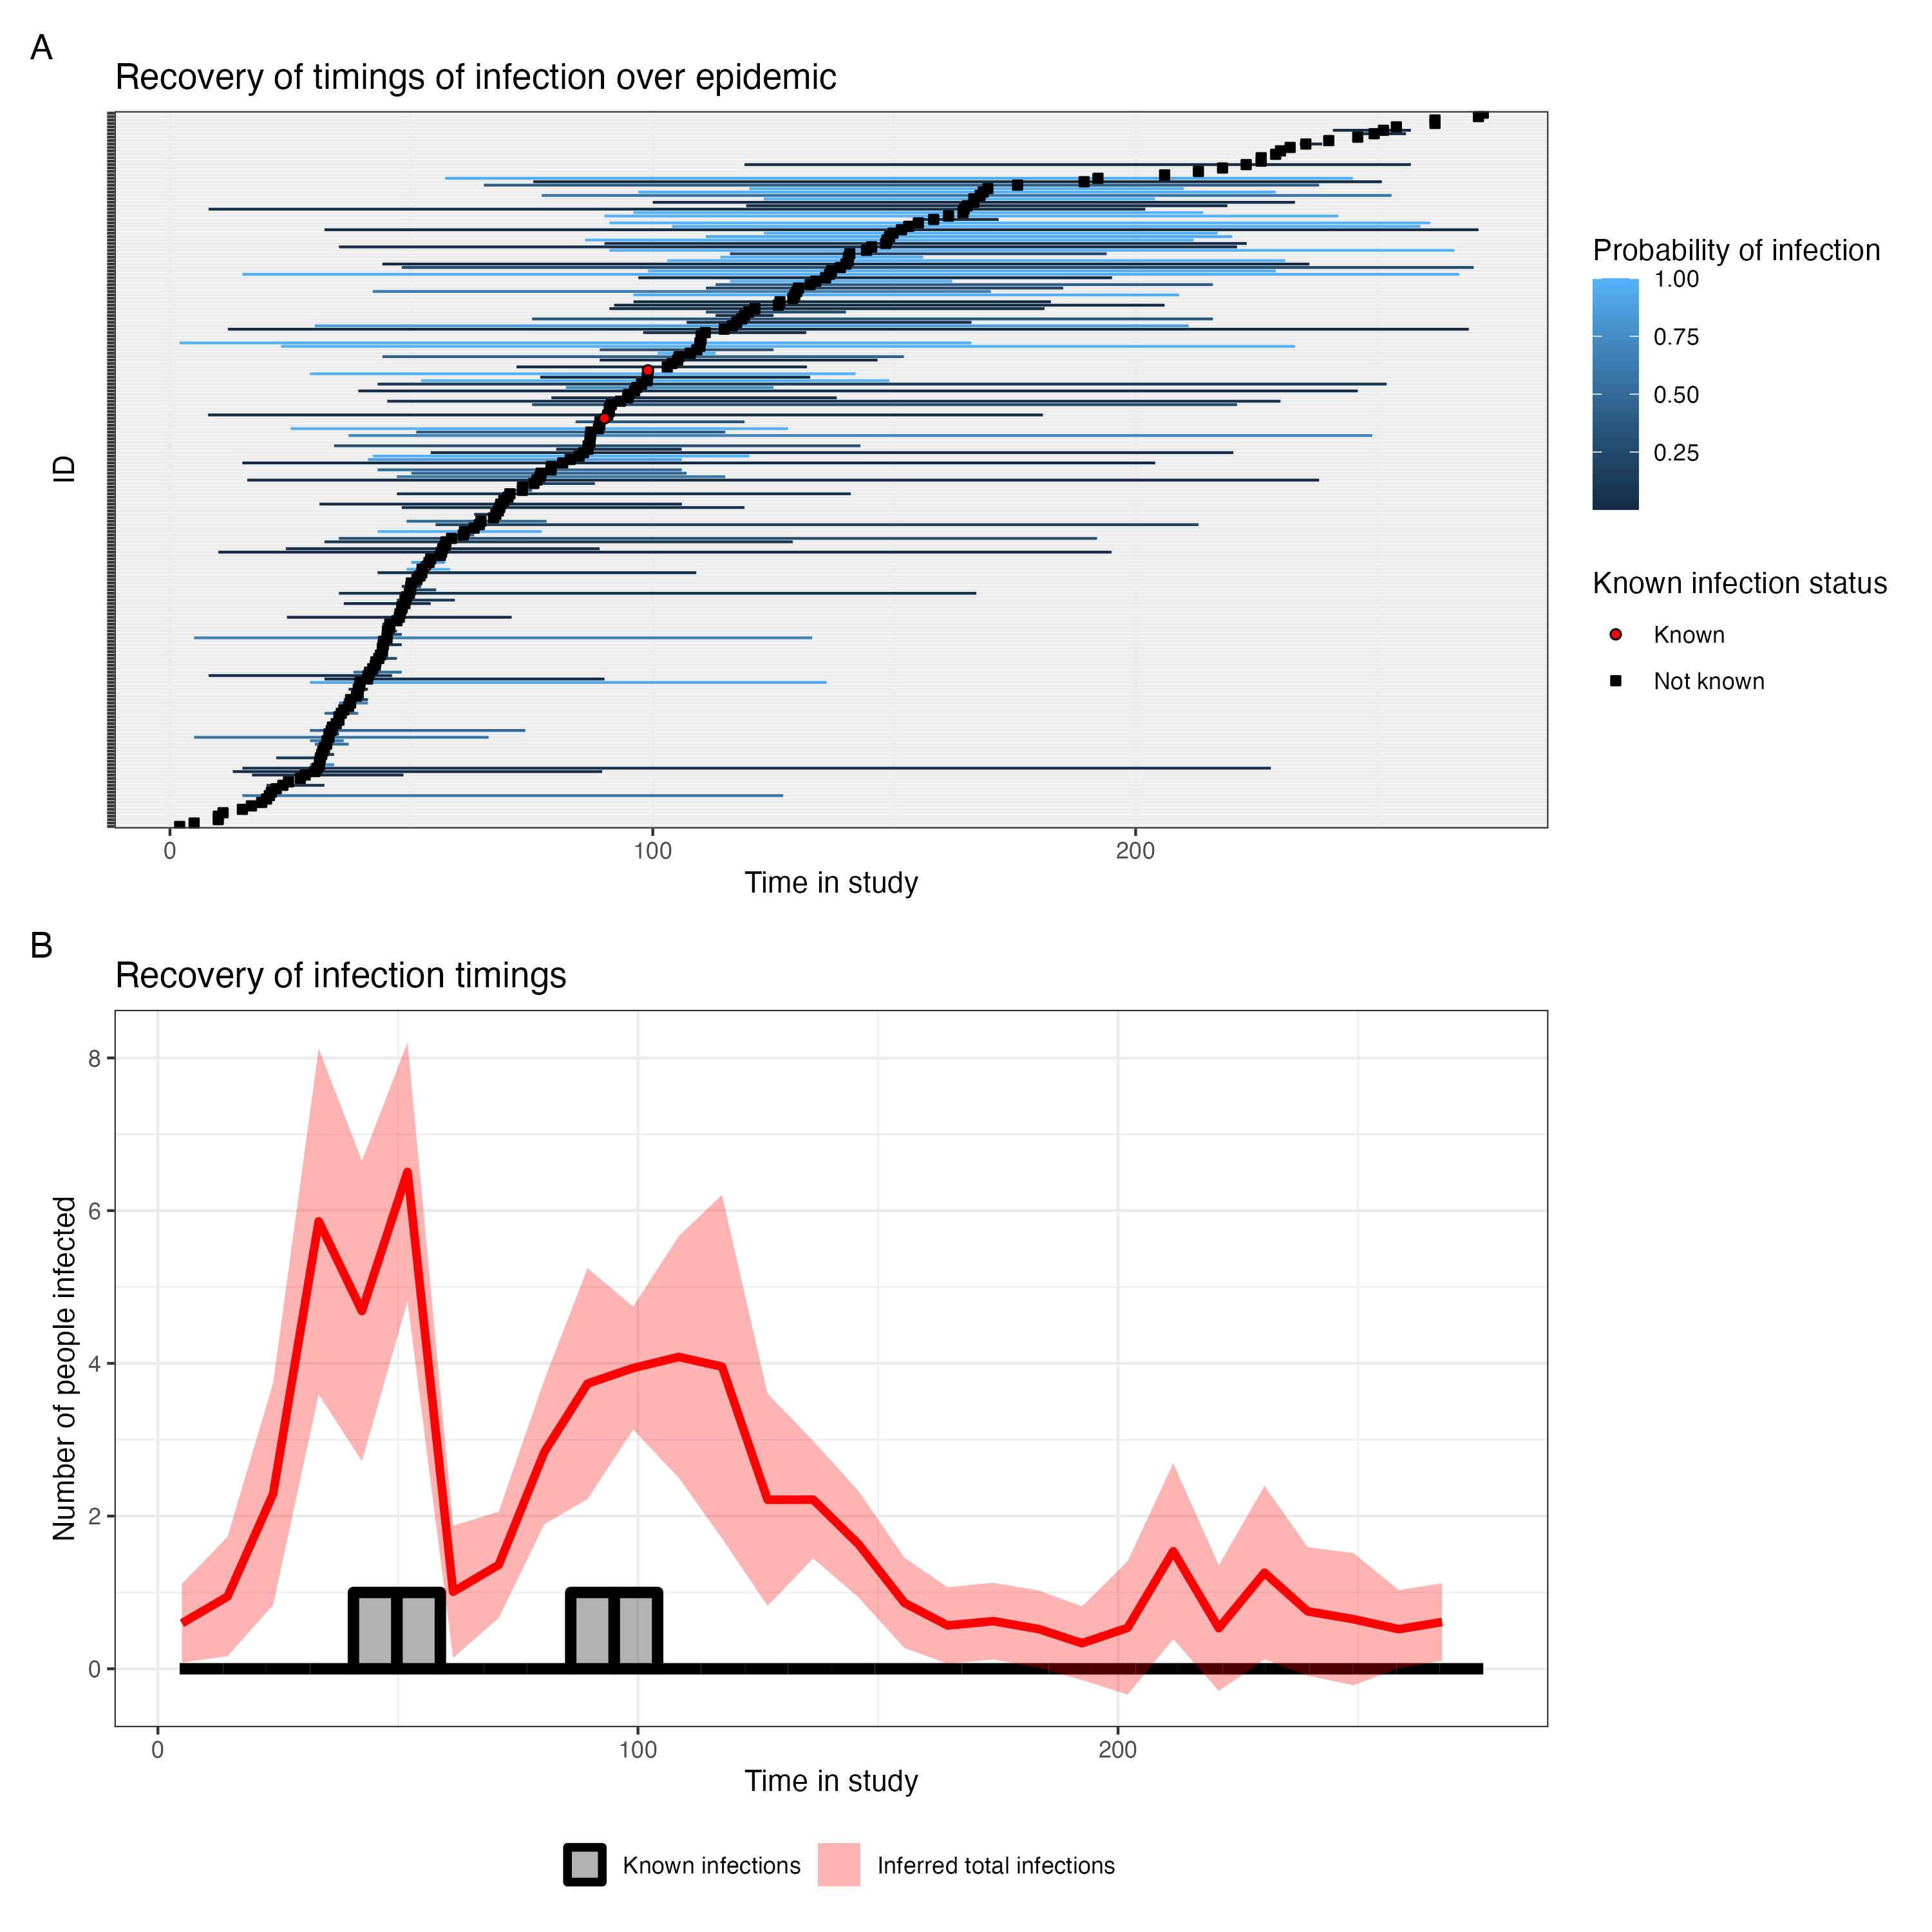 A
Recovery of timings of infection over epidemic
ID
0
100
200
Time in study
Probability of infection
1.00
0.75
0.50
0.25
Known infection status
Known
Not known
B
Recovery of infection timings
Number of people infected
8
6
4
2
0
0
100
200
Time in study
Known infections
Inferred total infections